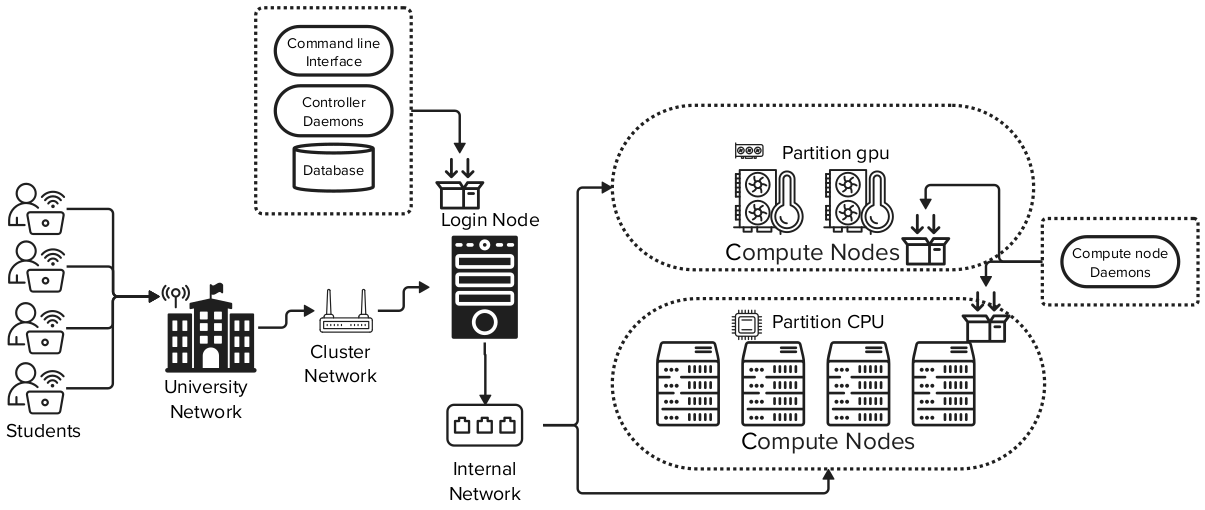 Command line
Interface
Controller
Daemons
Database
Login Node
Students
University
Network
Cluster
Network
Internal
Network
Partition gpu
Compute Nodes
Compute node
Daemons
Partition CPU
Compute Nodes